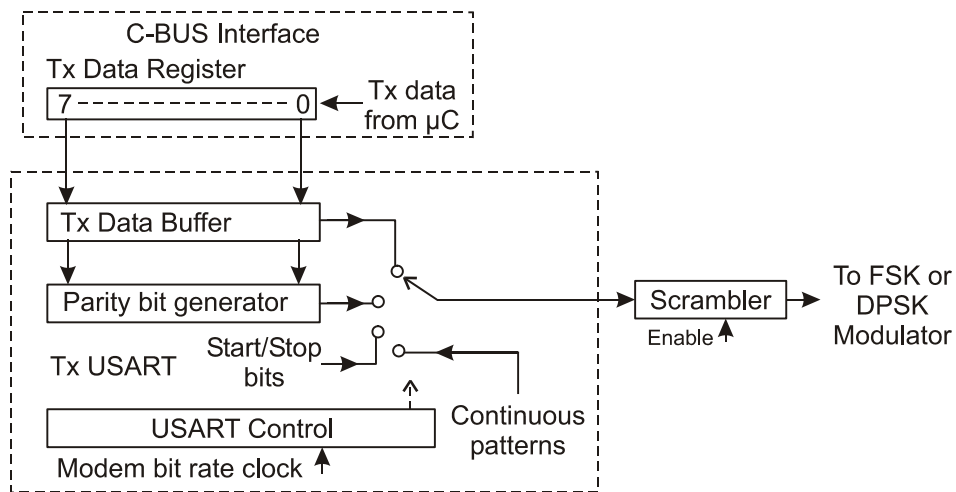 C-BUS Interface
Tx Data Register
7 0
Tx data
from µC
Tx Data Buffer
Parity bit generator
Start/Stop
bits
Tx USART
USART Control
Modem bit rate clock
Continuous
patterns
Scrambler
Enable
To FSK or
DPSK
Modulator